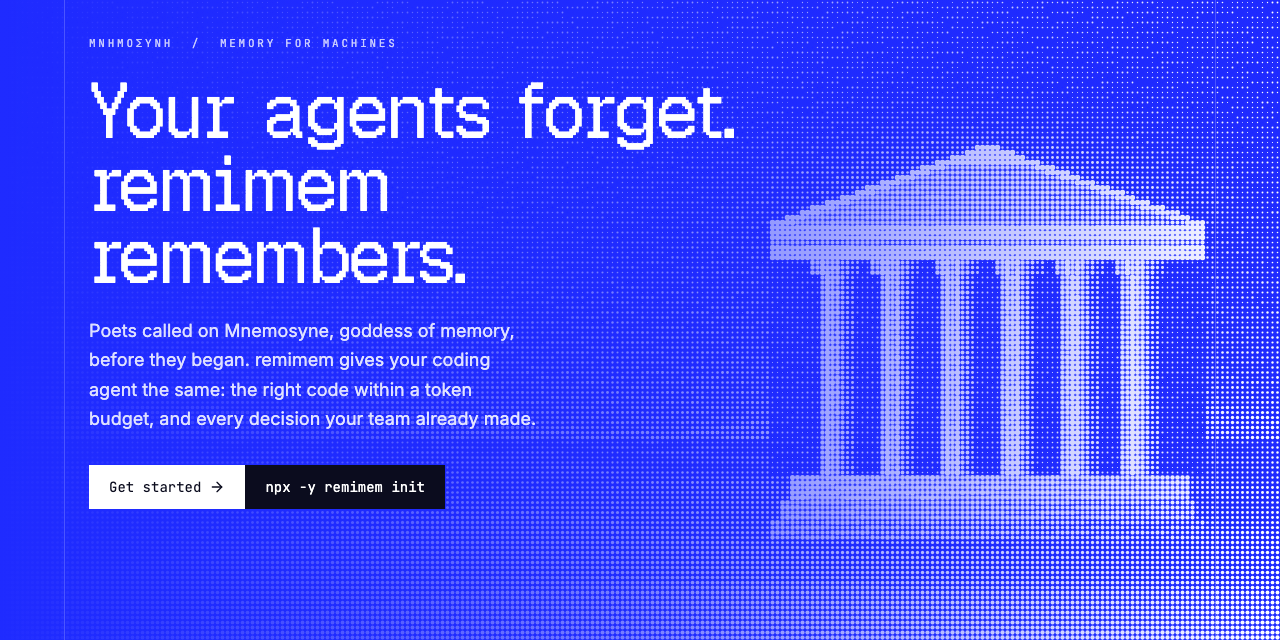 ΜΝΗΜΟΣΥΝΗ / MEMORY FOR MACHINES
Your agents forget.
remimem
remembers.
Poets called on Mnemosyne, goddess of memory,
before they began. remimem gives your coding
agent the same: the right code within a token
budget, and every decision your team already made.
Get started → npx -y remimem init